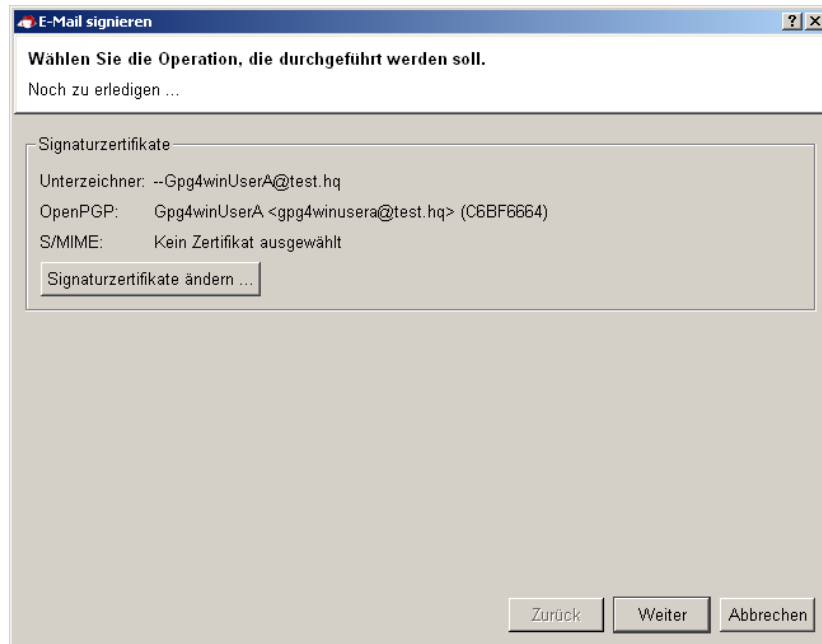 E-Mail signieren
Wählen Sie die Operation, die durchgeführt werden soll.
Noch zu erledigen ...
Signaturzertifikate
Unterzeichner: --Gpg4winUserA@test.hq
OpenPGP: Gpg4winUserA <gpg4winusera@test.hq> (C6BF6664)
S/MIME: Kein Zertifikat ausgewählt
Signaturzertifikate ändern ...
Zurück Weiter Abbrechen